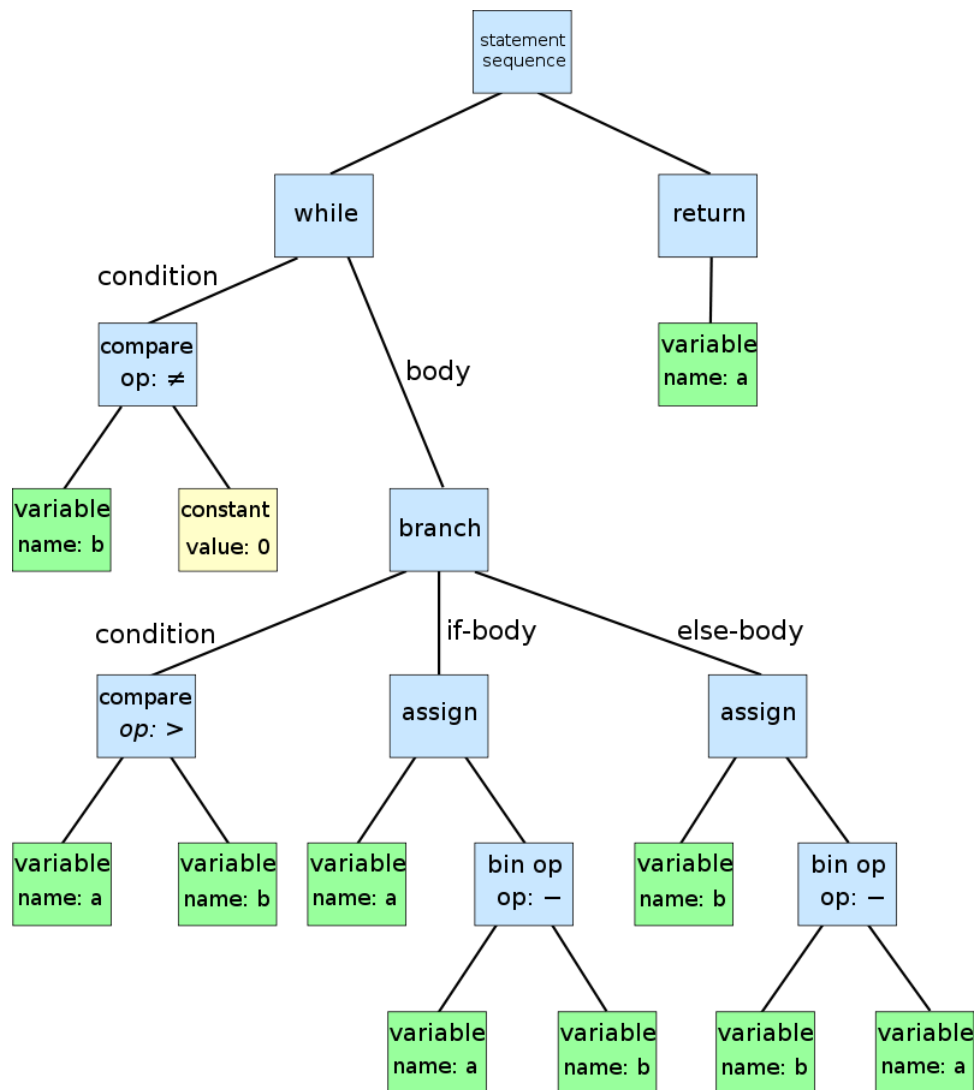 statement
sequence
while
return
condition
compare
op: ≠
body
variable
name: a
variable
name: b
constant
value: 0
branch
condition
if-body
else-body
compare
op: >
assign
assign
variable
name: a
variable
name: b
variable
name: a
bin op
op: −
variable
name: b
bin op
op: −
variable
name: a
variable
name: b
variable
name: b
variable
name: a